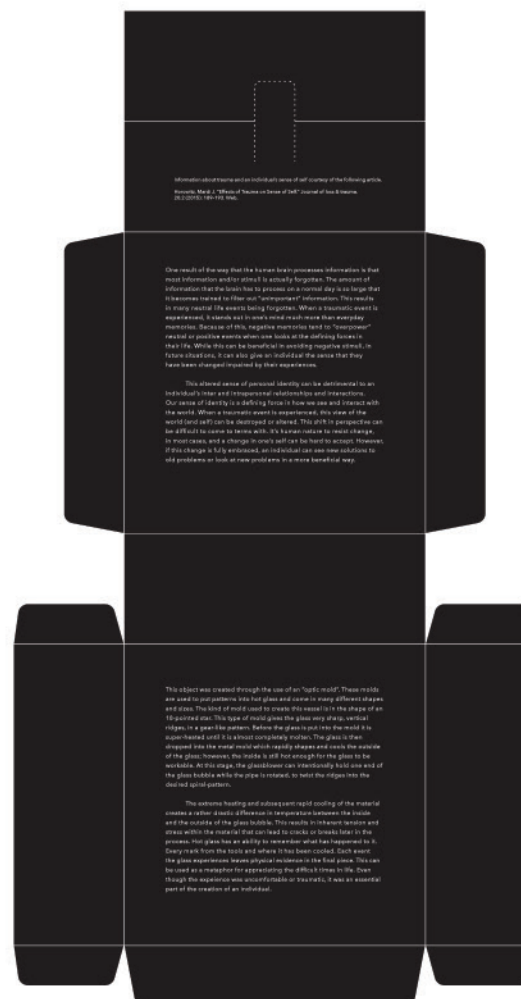 Information about trauma and an individual's sense of self courtesy of the following article.
Horowitz, Mardi J. "Effects of Trauma on Sense of Self." Journal of loss & trauma
20.2 (2015): 189–193. Web.
One result of the way that the human brain processes information is that
most information and/or stimuli is actually forgotten. The amount of
information that the brain has to process on a normal day is so large that
it becomes trained to filter out "unimportant" information. This results
in many neutral life events being forgotten. When a traumatic event is
experienced, it stands out in one's mind much more than everyday
memories. Because of this, negative memories tend to "overpower"
neutral or positive events when one looks at the defining forces in
their life. While this can be beneficial in avoiding negative stimuli, in
future situations, it can also give an individual the sense that they
have been changed impaired by their experiences.
This altered sense of personal identity can be detrimental to an
individual's inter and intrapersonal relationships and interactions.
Our sense of identity is a defining force in how we see and interact with
the world. When a traumatic event is experienced, this view of the
world (and self) can be destroyed or altered. This shift in perspective can
be difficult to come to terms with. It's human nature to resist change,
in most cases, and a change in one's self can be hard to accept. However,
if this change is fully embraced, an individual can see new solutions to
old problems or look at new problems in a more beneficial way.
This object was created through the use of an "optic mold". These molds
are used to put patterns into hot glass and come in many different shapes
and sizes. The kind of mold used to create this vessel is in the shape of an
10-pointed star. This type of mold gives the glass very sharp, vertical
ridges, in a gear-like pattern. Before the glass is put into the mold it is
super-heated until it is almost completely molten. The glass is then
dropped into the metal mold which rapidly shapes and cools the outside
of the glass; however, the inside is still hot enough for the glass to be
workable. At this stage, the glassblower can intentionally hold one end of
the glass bubble while the pipe is rotated, to twist the ridges into the
desired spiral-pattern.
The extreme heating and subsequent rapid cooling of the material
creates a rather drastic difference in temperature between the inside
and the outside of the glass bubble. This results in inherent tension and
stress within the material that can lead to cracks or breaks later in the
process. Hot glass has an ability to remember what has happened to it.
Every mark from the tools and where it has been cooled. Each event
the glass experiences leaves physical evidence in the final piece. This can
be used as a metaphor for appreciating the difficult times in life. Even
though the experience was uncomfortable or traumatic, it was an essential
part of the creation of an individual.